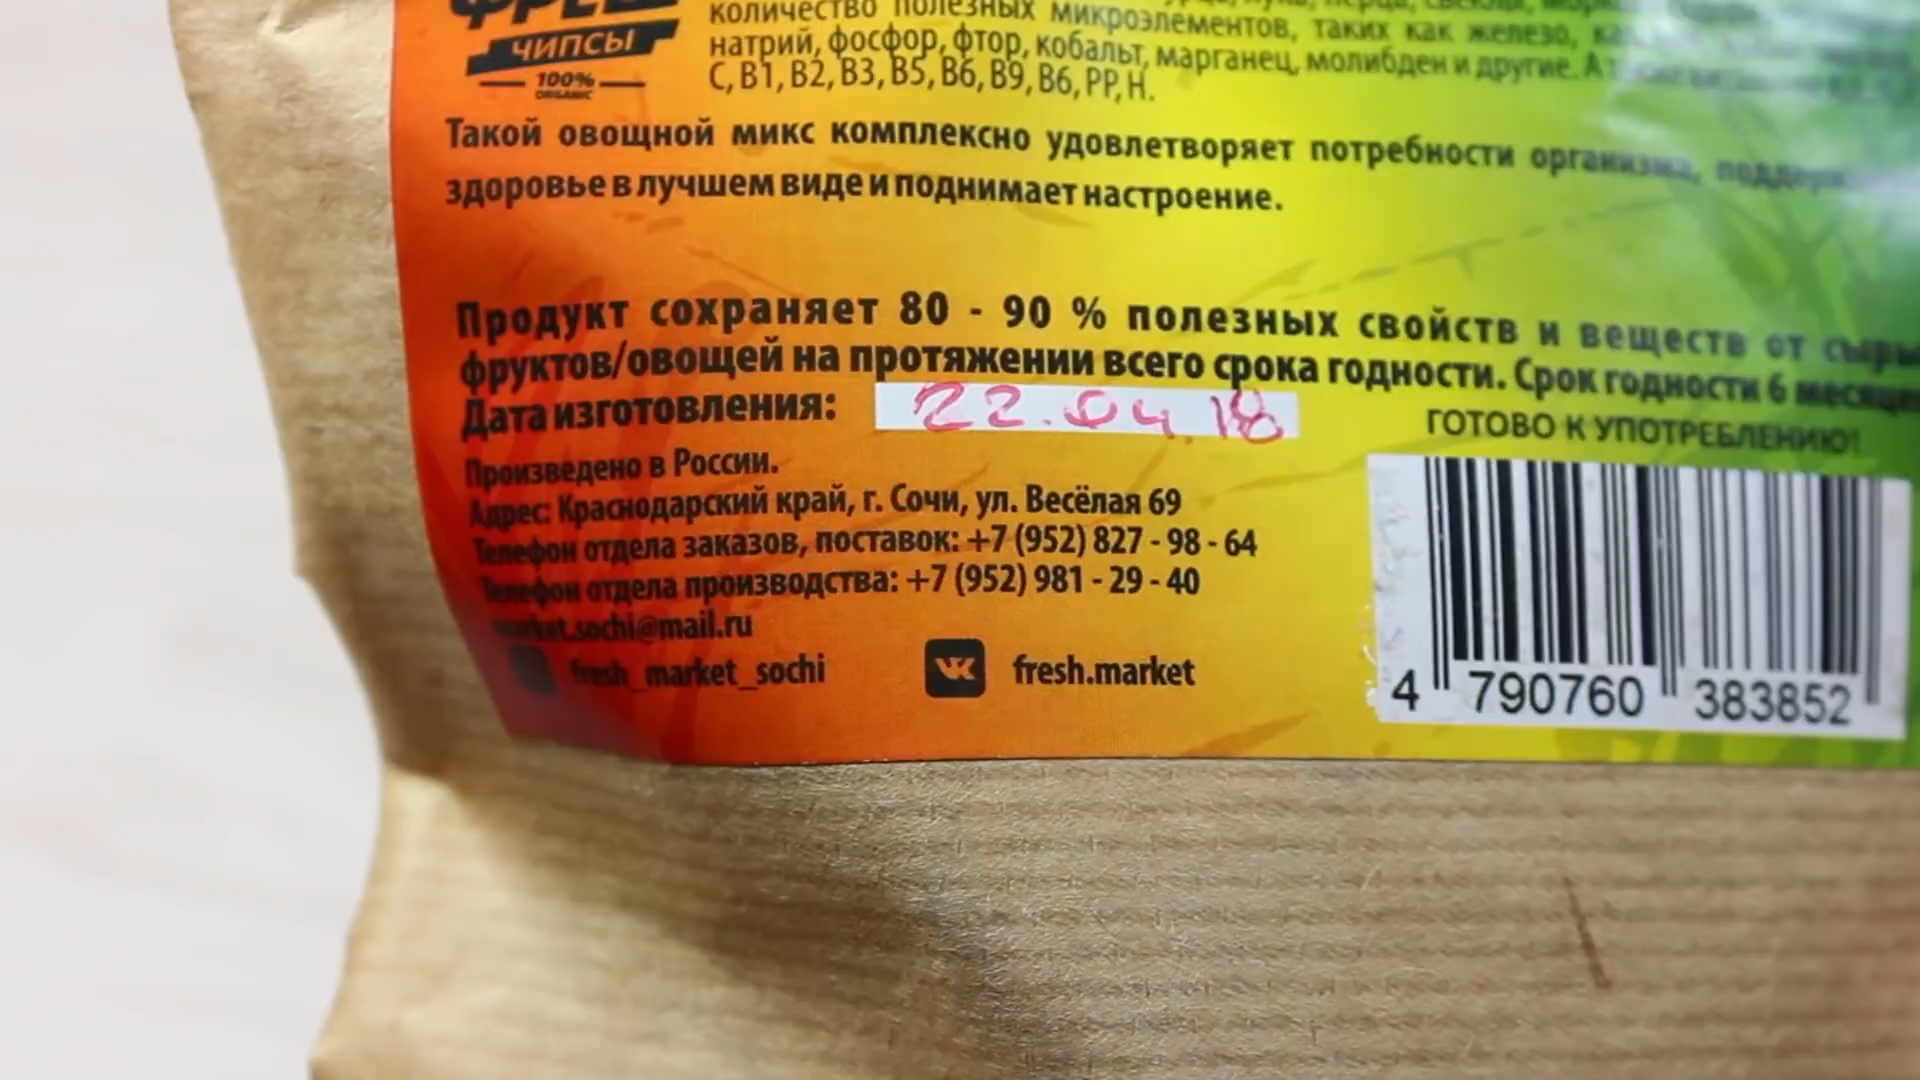 ФРЕШ
ЧИПСЫ
100%
ORGANIC
количество полезных микроэлементов, таких как железо,
натрий, фосфор, фтор, кобальт, марганец, молибден и другие.
С, В1, В2, В3, В5, В6, В9, В6, РР, Н.
Такой овощной микс комплексно удовлетворяет потребности организма,
здоровье в лучшем виде и поднимает настроение.
Продукт сохраняет 80 - 90 % полезных свойств и веществ от
фруктов/овощей на протяжении всего срока годности. Срок годности 6
Дата изготовления: 22.04.18
ГОТОВО К УПОТРЕБЛЕНИЮ!
Произведено в России.
Адрес: Краснодарский край, г. Сочи, ул. Весёлая 69
Телефон отдела заказов, поставок: +7 (952) 827 - 98 - 64
Телефон отдела производства: +7 (952) 981 - 29 - 40
market.sochi@mail.ru
fresh_market_sochi
fresh.market
4 790760 383852